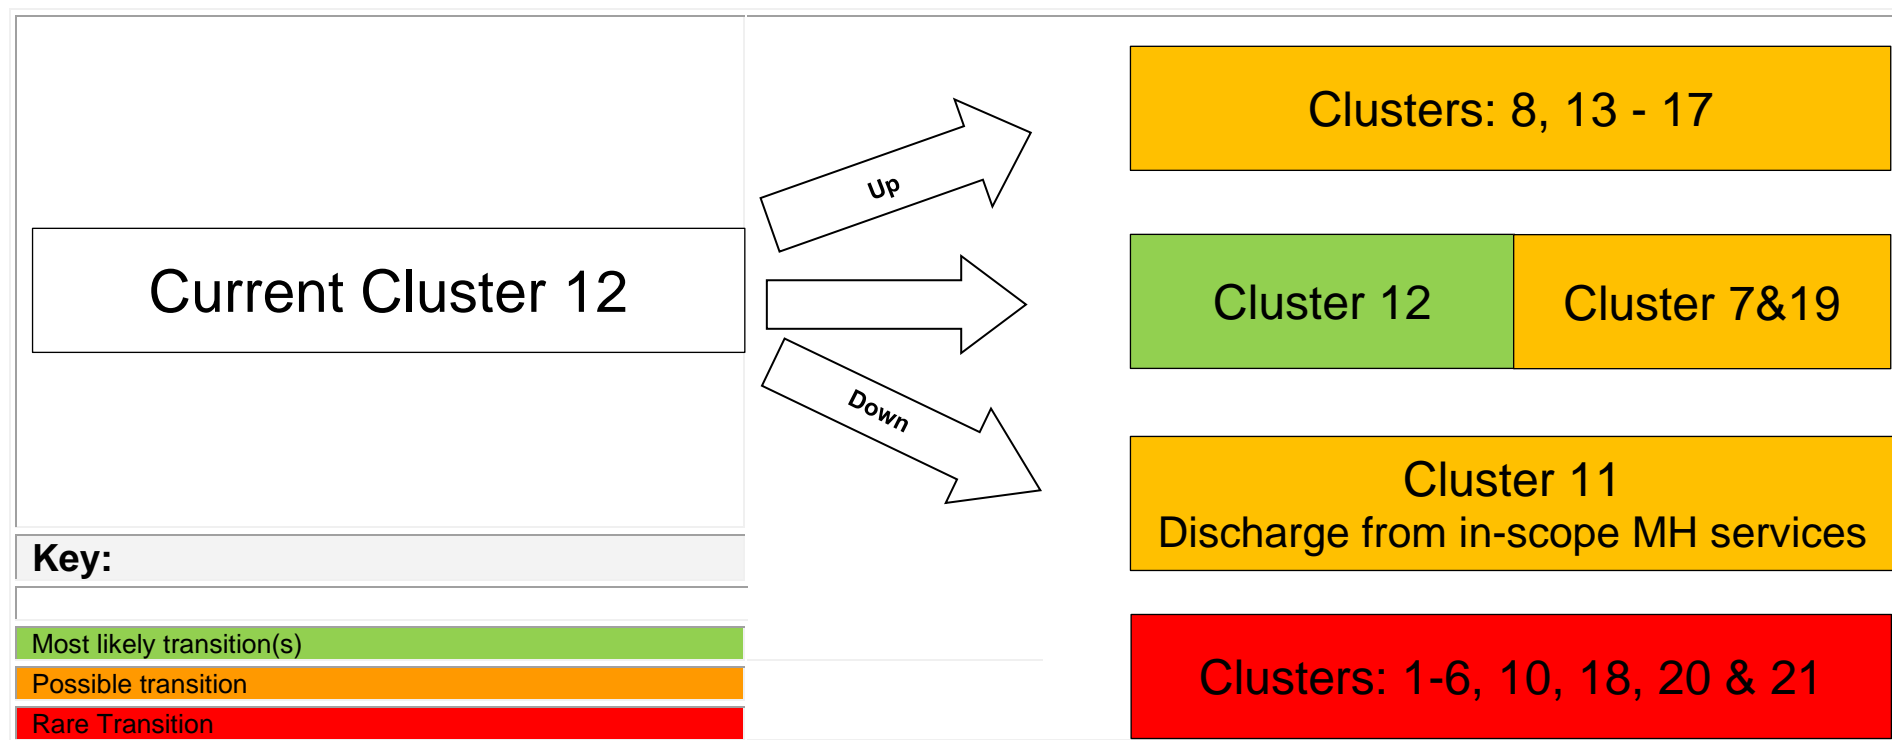 Current Cluster 12
Up
Down
Clusters: 8, 13 - 17
Cluster 12
Cluster 7&19
Cluster 11
Discharge from in-scope MH services
Clusters: 1-6, 10, 18, 20 & 21
Key:
Most likely transition(s)
Possible transition
Rare Transition